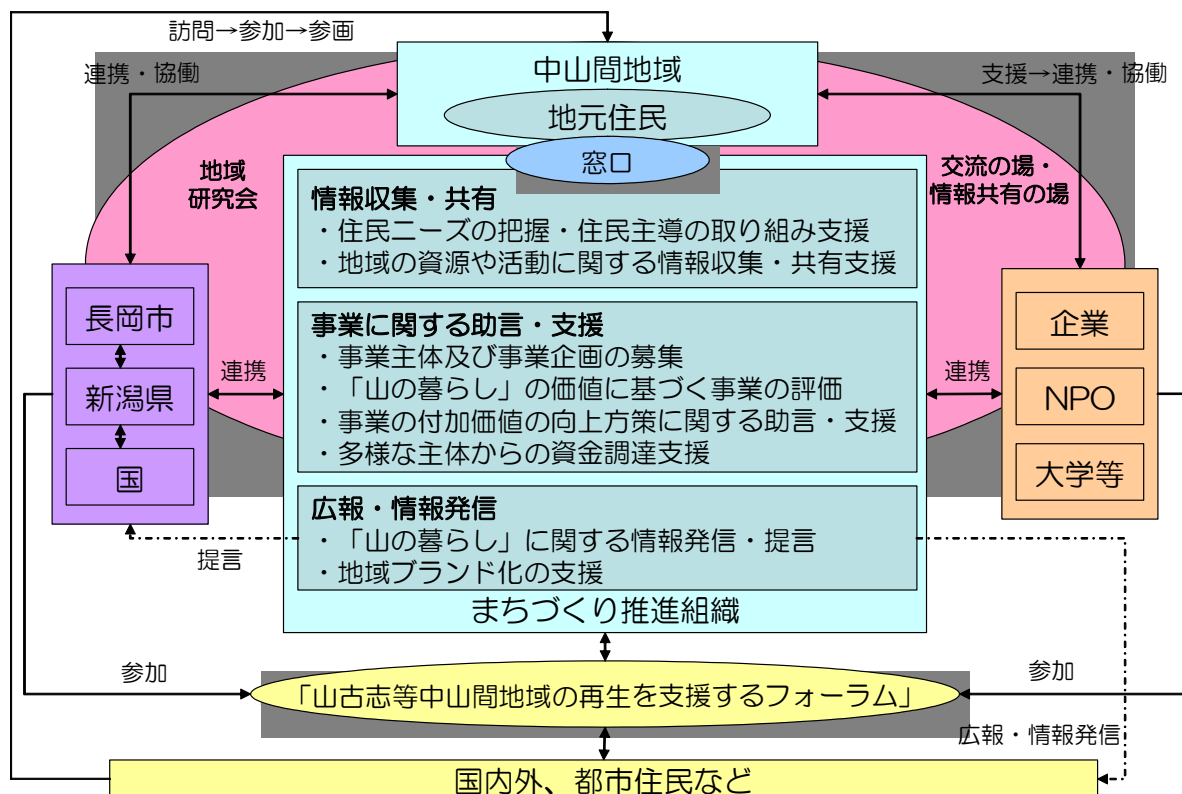 訪問→参加→参画
連携・協働
中山間地域
支援→連携・協働
地元住民
窓口
地域
研究会
交流の場・
情報共有の場
情報収集・共有
・住民ニーズの把握・住民主導の取り組み支援
・地域の資源や活動に関する情報収集・共有支援
長岡市
新潟県
国
連携
事業に関する助言・支援
・事業主体及び事業企画の募集
・「山の暮らし」の価値に基づく事業の評価
・事業の付加価値の向上方策に関する助言・支援
・多様な主体からの資金調達支援
連携
企業
NPO
大学等
広報・情報発信
・「山の暮らし」に関する情報発信・提言
・地域ブランド化の支援
提言
まちづくり推進組織
参加
「山古志等中山間地域の再生を支援するフォーラム」
参加
広報・情報発信
国内外、都市住民など